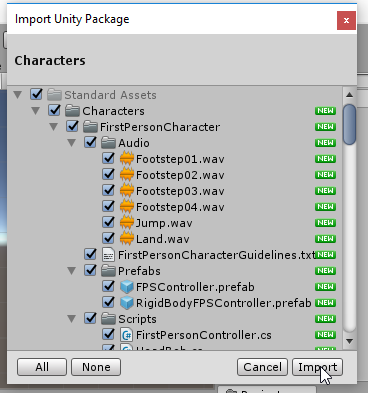 Import Unity Package
x
Characters
Standard Assets
Characters NEW
FirstPersonCharacter NEW
Audio NEW
Footstep01.wav NEW
Footstep02.wav NEW
Footstep03.wav NEW
Footstep04.wav NEW
Jump.wav NEW
Land.wav NEW
FirstPersonCharacterGuidelines.txt NEW
Prefabs NEW
FPSController.prefab NEW
RigidBodyFPSController.prefab NEW
Scripts NEW
FirstPersonController.cs NEW
HeadBob.cs
All None Cancel Import